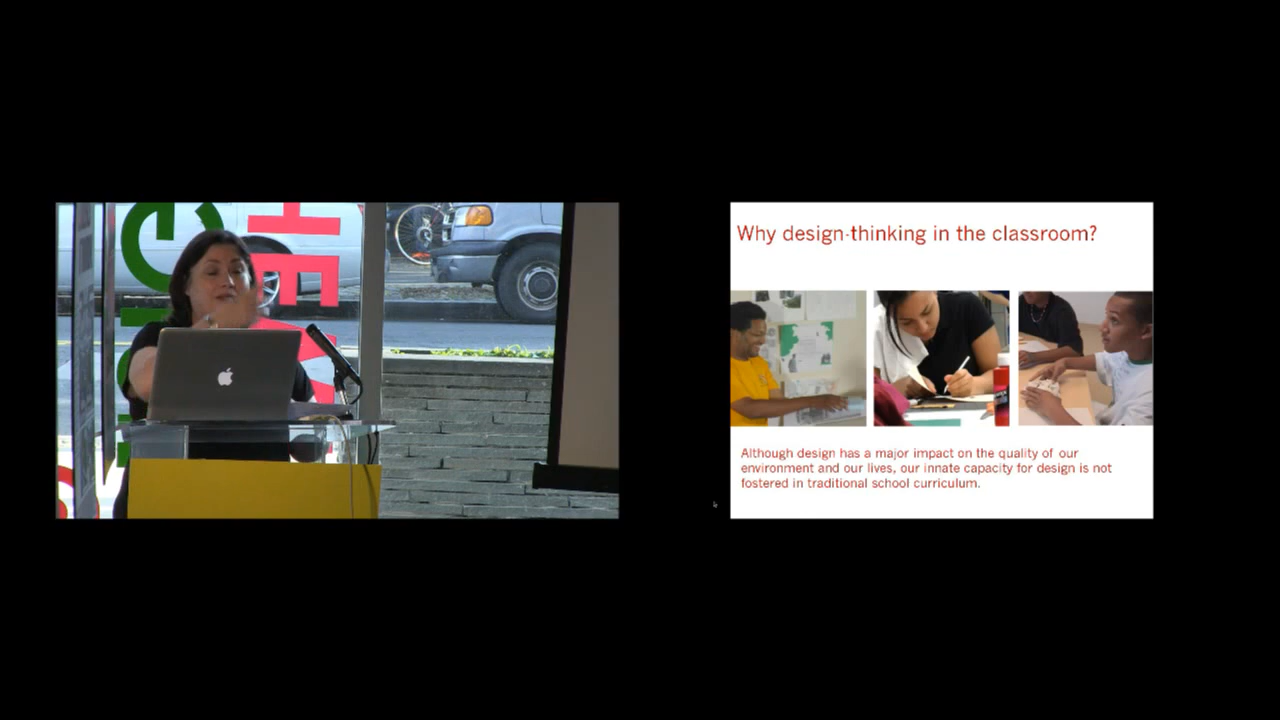 Why design-thinking in the classroom?
Although design has a major impact on the quality of our
environment and our lives, our innate capacity for design is not
fostered in traditional school curriculum.